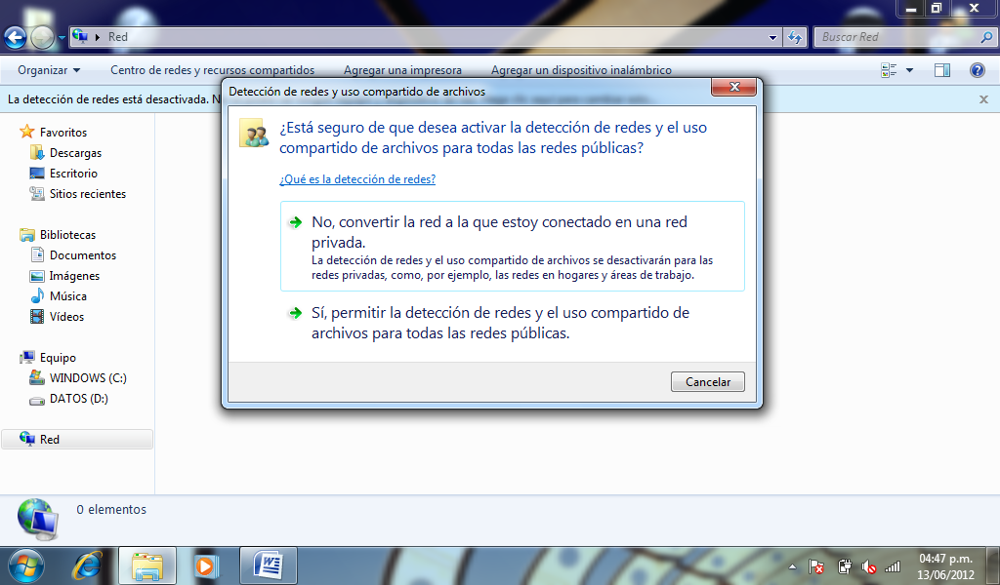 Red
Buscar Red
Organizar
Centro de redes y recursos compartidos
Agregar una impresora
Agregar un dispositivo inalámbrico
La detección de redes está desactivada.
Detección de redes y uso compartido de archivos
¿Está seguro de que desea activar la detección de redes y el uso
compartido de archivos para todas las redes públicas?
¿Qué es la detección de redes?
No, convertir la red a la que estoy conectado en una red
privada.
La detección de redes y el uso compartido de archivos se desactivarán para las
redes privadas, como, por ejemplo, las redes en hogares y áreas de trabajo.
Sí, permitir la detección de redes y el uso compartido de
archivos para todas las redes públicas.
Cancelar
Favoritos
Descargas
Escritorio
Sitios recientes
Bibliotecas
Documentos
Imágenes
Música
Vídeos
Equipo
WINDOWS (C:)
DATOS (D:)
Red
0 elementos
04:47 p.m.
13/06/2012